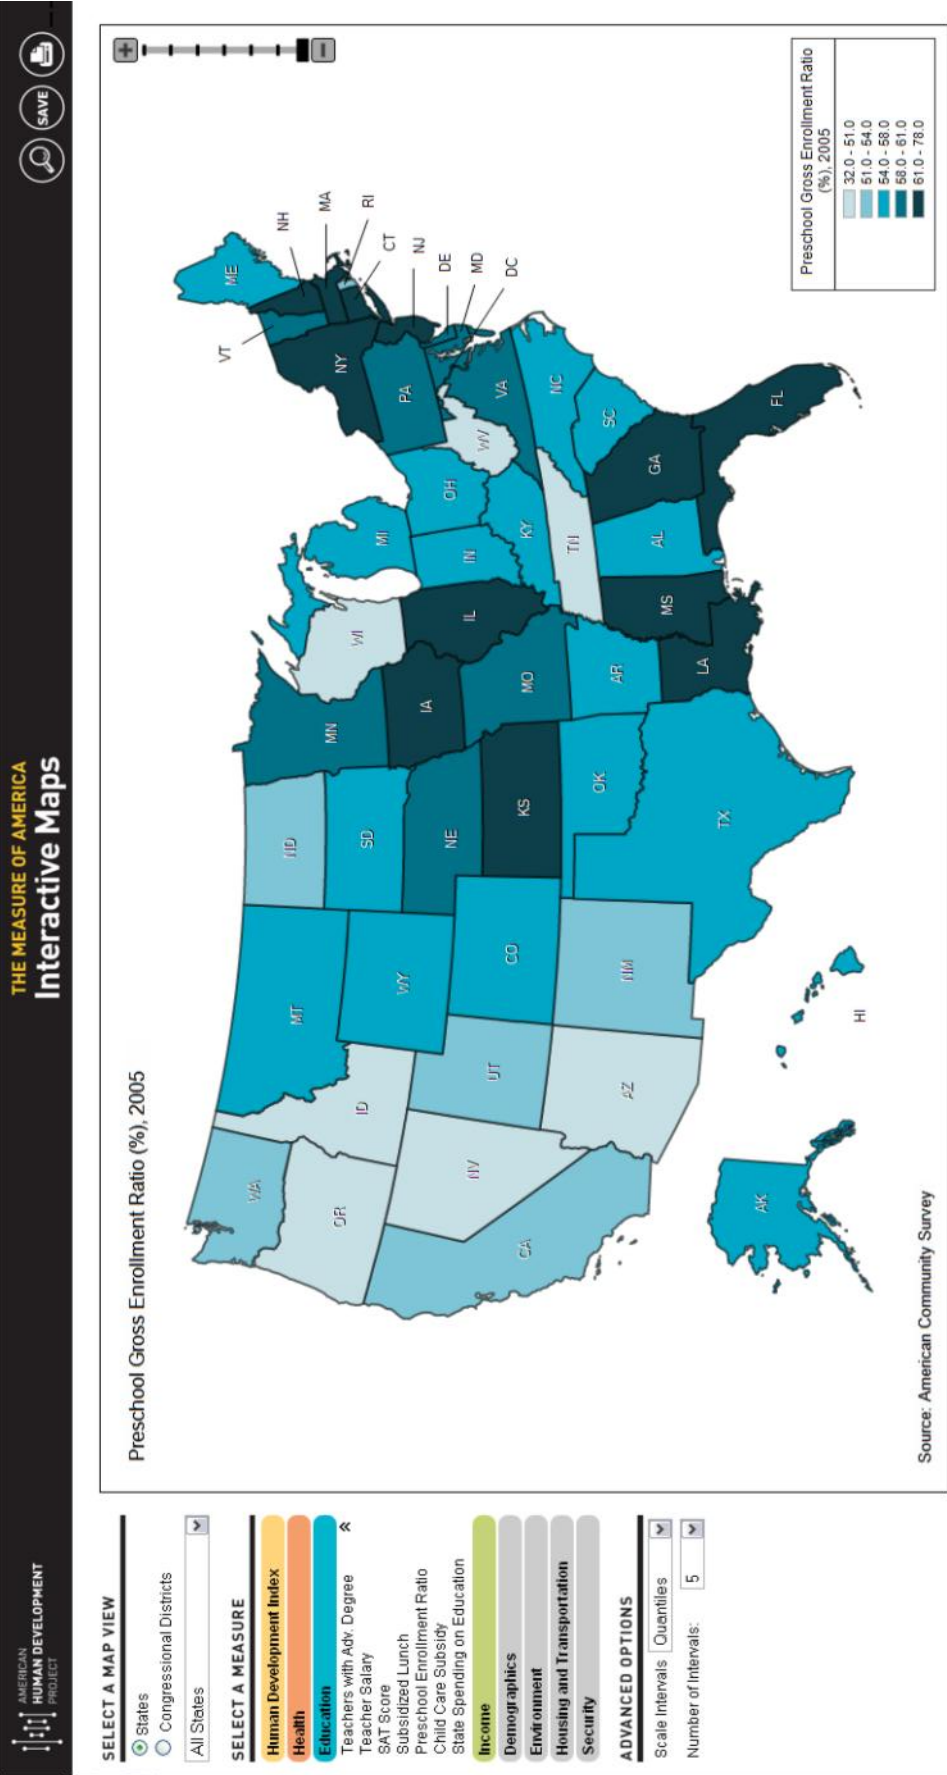 AMERICAN
HUMAN DEVELOPMENT
PROJECT
THE MEASURE OF AMERICA
Interactive Maps
SAVE
SELECT A MAP VIEW
States
Congressional Districts
All States
SELECT A MEASURE
Human Development Index
Health
Education
Teachers with Adv. Degree
Teacher Salary
SAT Score
Subsidized Lunch
Preschool Enrollment Ratio
Child Care Subsidy
State Spending on Education
Income
Demographics
Environment
Housing and Transportation
Security
ADVANCED OPTIONS
Scale Intervals Quantiles
Number of Intervals: 5
Preschool Gross Enrollment Ratio (%), 2005
WA
OR
CA
NV
ID
MT
WY
UT
AZ
CO
NM
ND
SD
NE
KS
OK
TX
MN
IA
MO
AR
LA
WI
IL
MS
MI
IN
OH
KY
TN
AL
GA
FL
SC
NC
VA
WV
PA
NY
VT
ME
NH
MA
RI
CT
NJ
DE
MD
DC
AK
HI
Preschool Gross Enrollment Ratio
(%), 2005
32.0 - 51.0
51.0 - 54.0
54.0 - 58.0
58.0 - 61.0
61.0 - 78.0
Source: American Community Survey